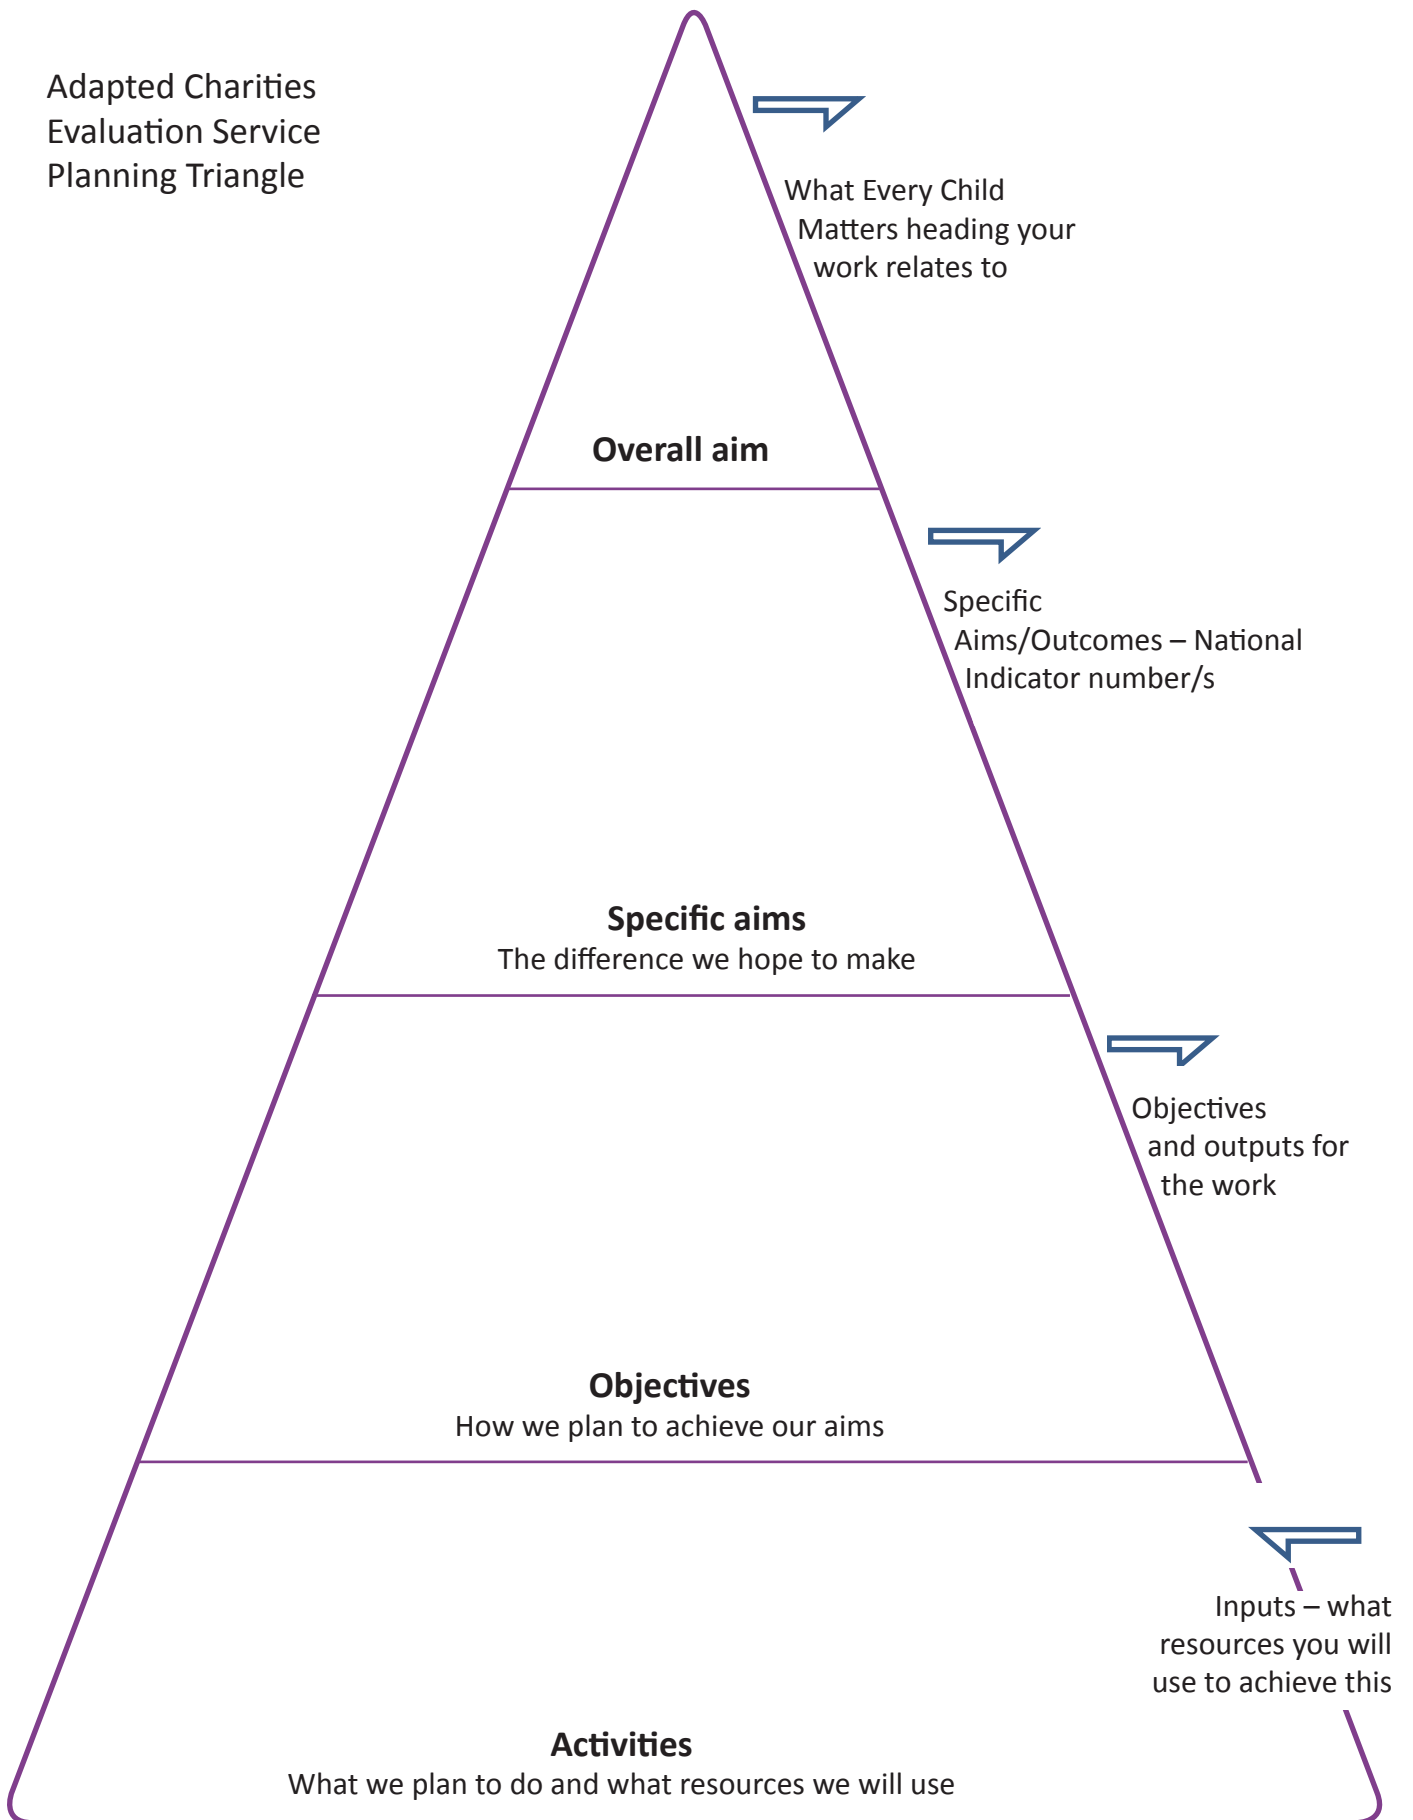 Adapted Charities
Evaluation Service
Planning Triangle
What Every Child
Matters heading your
work relates to
Overall aim
Specific
Aims/Outcomes – National
Indicator number/s
Specific aims
The difference we hope to make
Objectives
and outputs for
the work
Objectives
How we plan to achieve our aims
Inputs – what
resources you will
use to achieve this
Activities
What we plan to do and what resources we will use